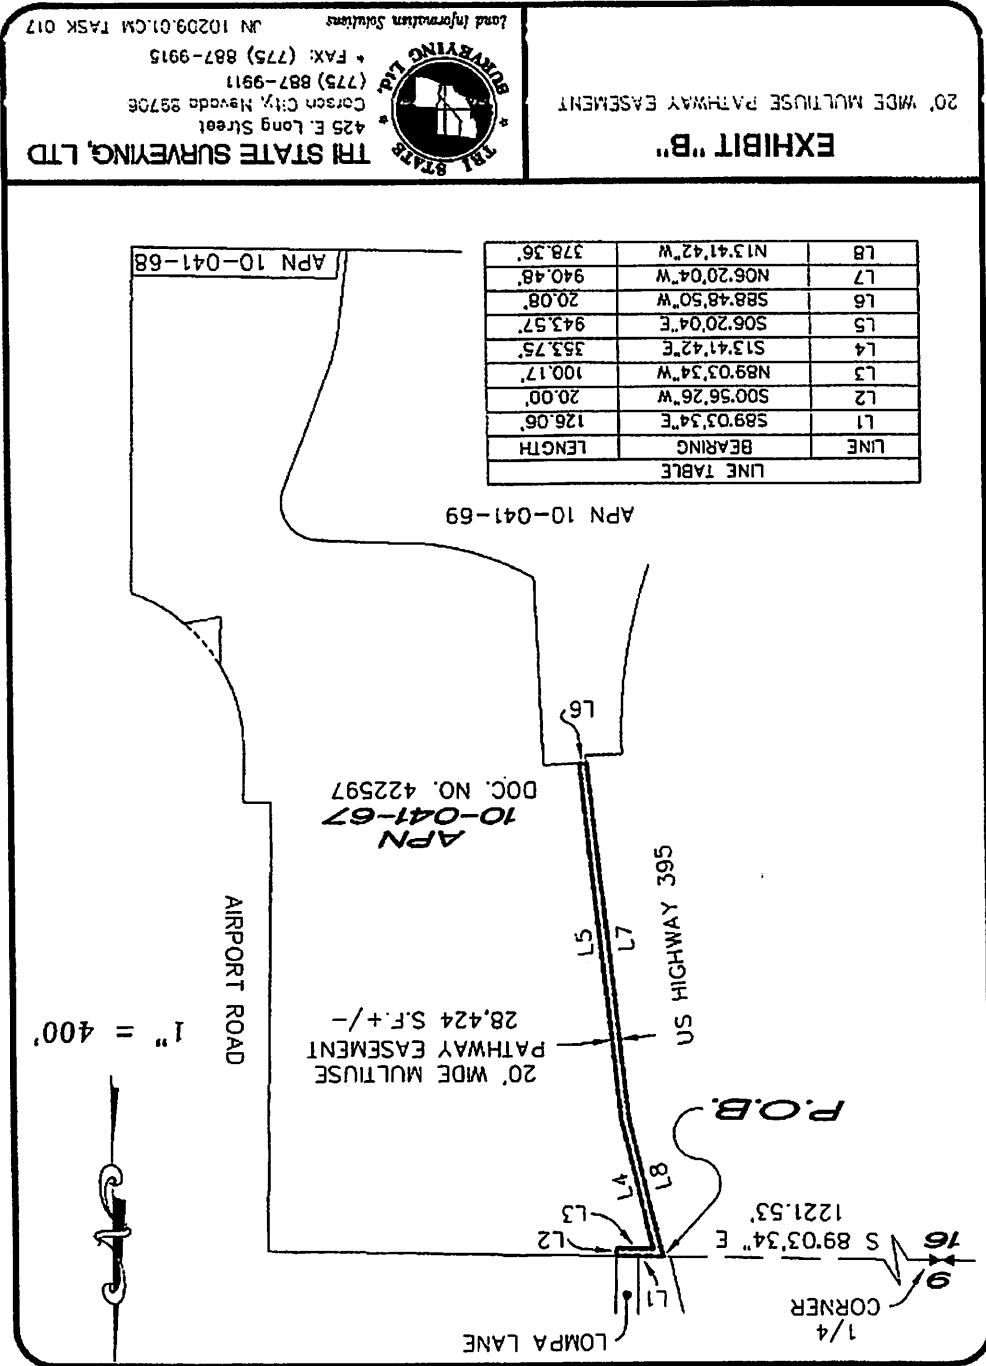 LOMPA LANE
1/4
CORNER
9
16
S 89°03'34" E
1221.53'
L1
L2
L3
L4
L8
P.O.B.
1" = 400'
20' WIDE MULTIUSE
PATHWAY EASEMENT
28,424 S.F.+/-
US HIGHWAY 395
AIRPORT ROAD
L7
L5
APN
10-041-67
DOC. NO. 422597
L6
APN 10-041-69
LINE TABLE
LINE BEARING LENGTH
L1 S89°03'34"E 126.06'
L2 S00°56'26"W 20.00'
L3 N89°03'34"W 100.17'
L4 S13°41'42"E 353.75'
L5 S06°20'04"E 943.57'
L6 S88°48'50"W 20.08'
L7 N06°20'04"W 940.48'
L8 N13°41'42"W 378.36'
APN 10-041-68
EXHIBIT "B"
20' WIDE MULTIUSE PATHWAY EASEMENT
TRI STATE
SURVEYING Ltd.
TRI STATE SURVEYING, LTD
425 E. Long Street
Carson City, Nevada 89706
(775) 887-9911
* FAX: (775) 887-9915
Land Information Solutions
JN 10209.01.CM TASK 017